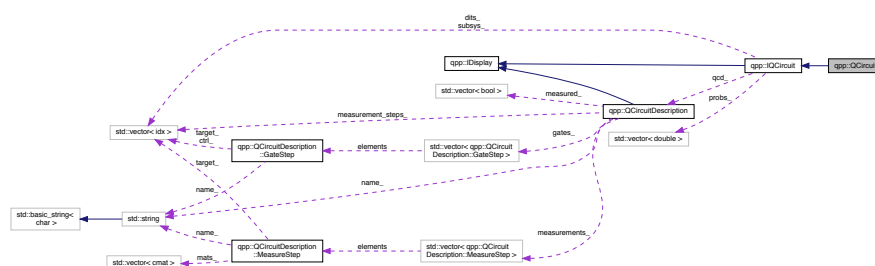 dits_
subsys_
qpp::IDisplay
qpp::IQCircuit
qpp::QCircuit
qcd_
std::vector< bool >
measured_
probs_
qpp::QCircuitDescription
measurement_steps_
std::vector< idx >
target_
ctrl_
gates_
std::vector< double >
qpp::QCircuitDescription
::GateStep
elements
std::vector< qpp::QCircuit
Description::GateStep >
target_
name_
name_
std::basic_string<
char >
std::string
name_
measurements_
qpp::QCircuitDescription
::MeasureStep
elements
std::vector< qpp::QCircuit
Description::MeasureStep >
mats_
std::vector< cmat >